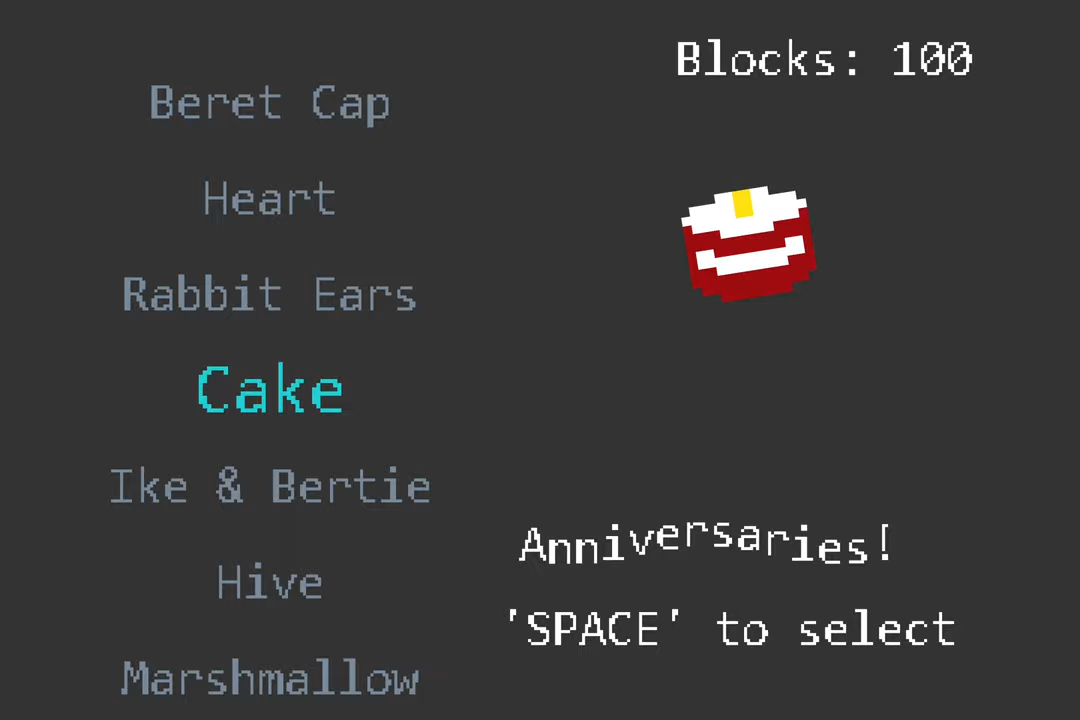 Blocks: 100
Beret Cap
Heart
Rabbit Ears
Cake
Ike & Bertie
Hive
Marshmallow
Anniversaries!
'SPACE' to select